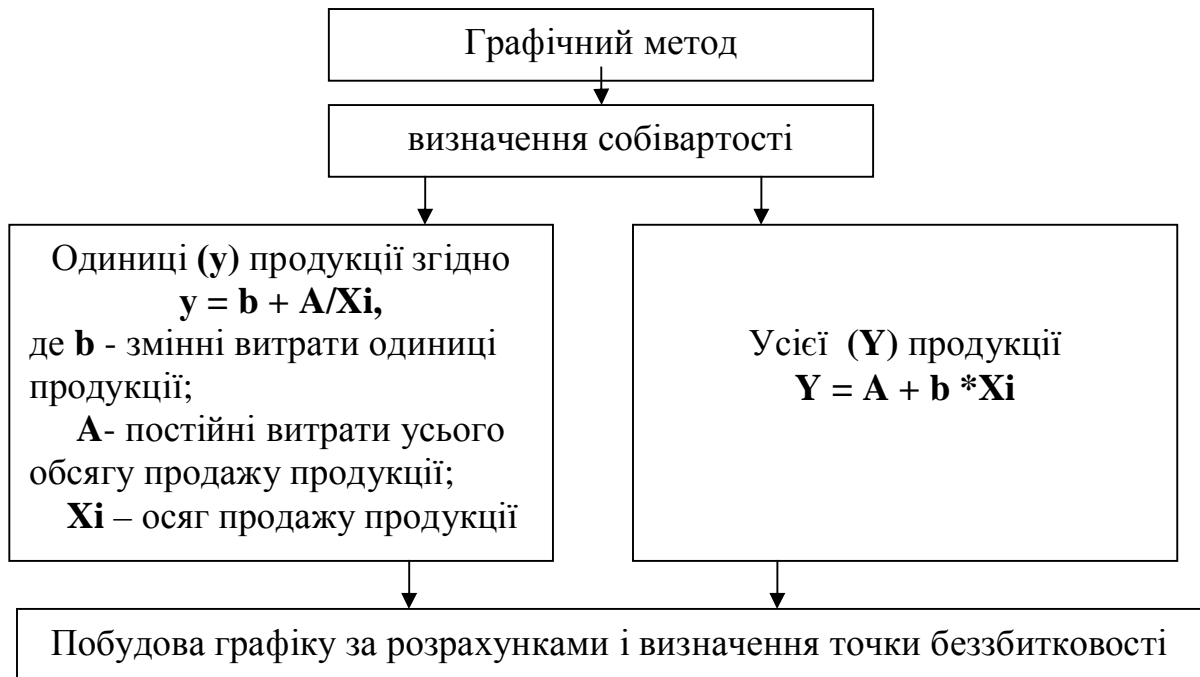 Графічний метод
визначення собівартості
Одиниці (y) продукції згідно
y = b + A/Xi,
де b - змінні витрати одиниці
продукції;
A- постійні витрати усього
обсягу продажу продукції;
Xi – осяг продажу продукції
Усієї (Y) продукції
Y = A + b *Xi
Побудова графіку за розрахунками і визначення точки беззбитковості